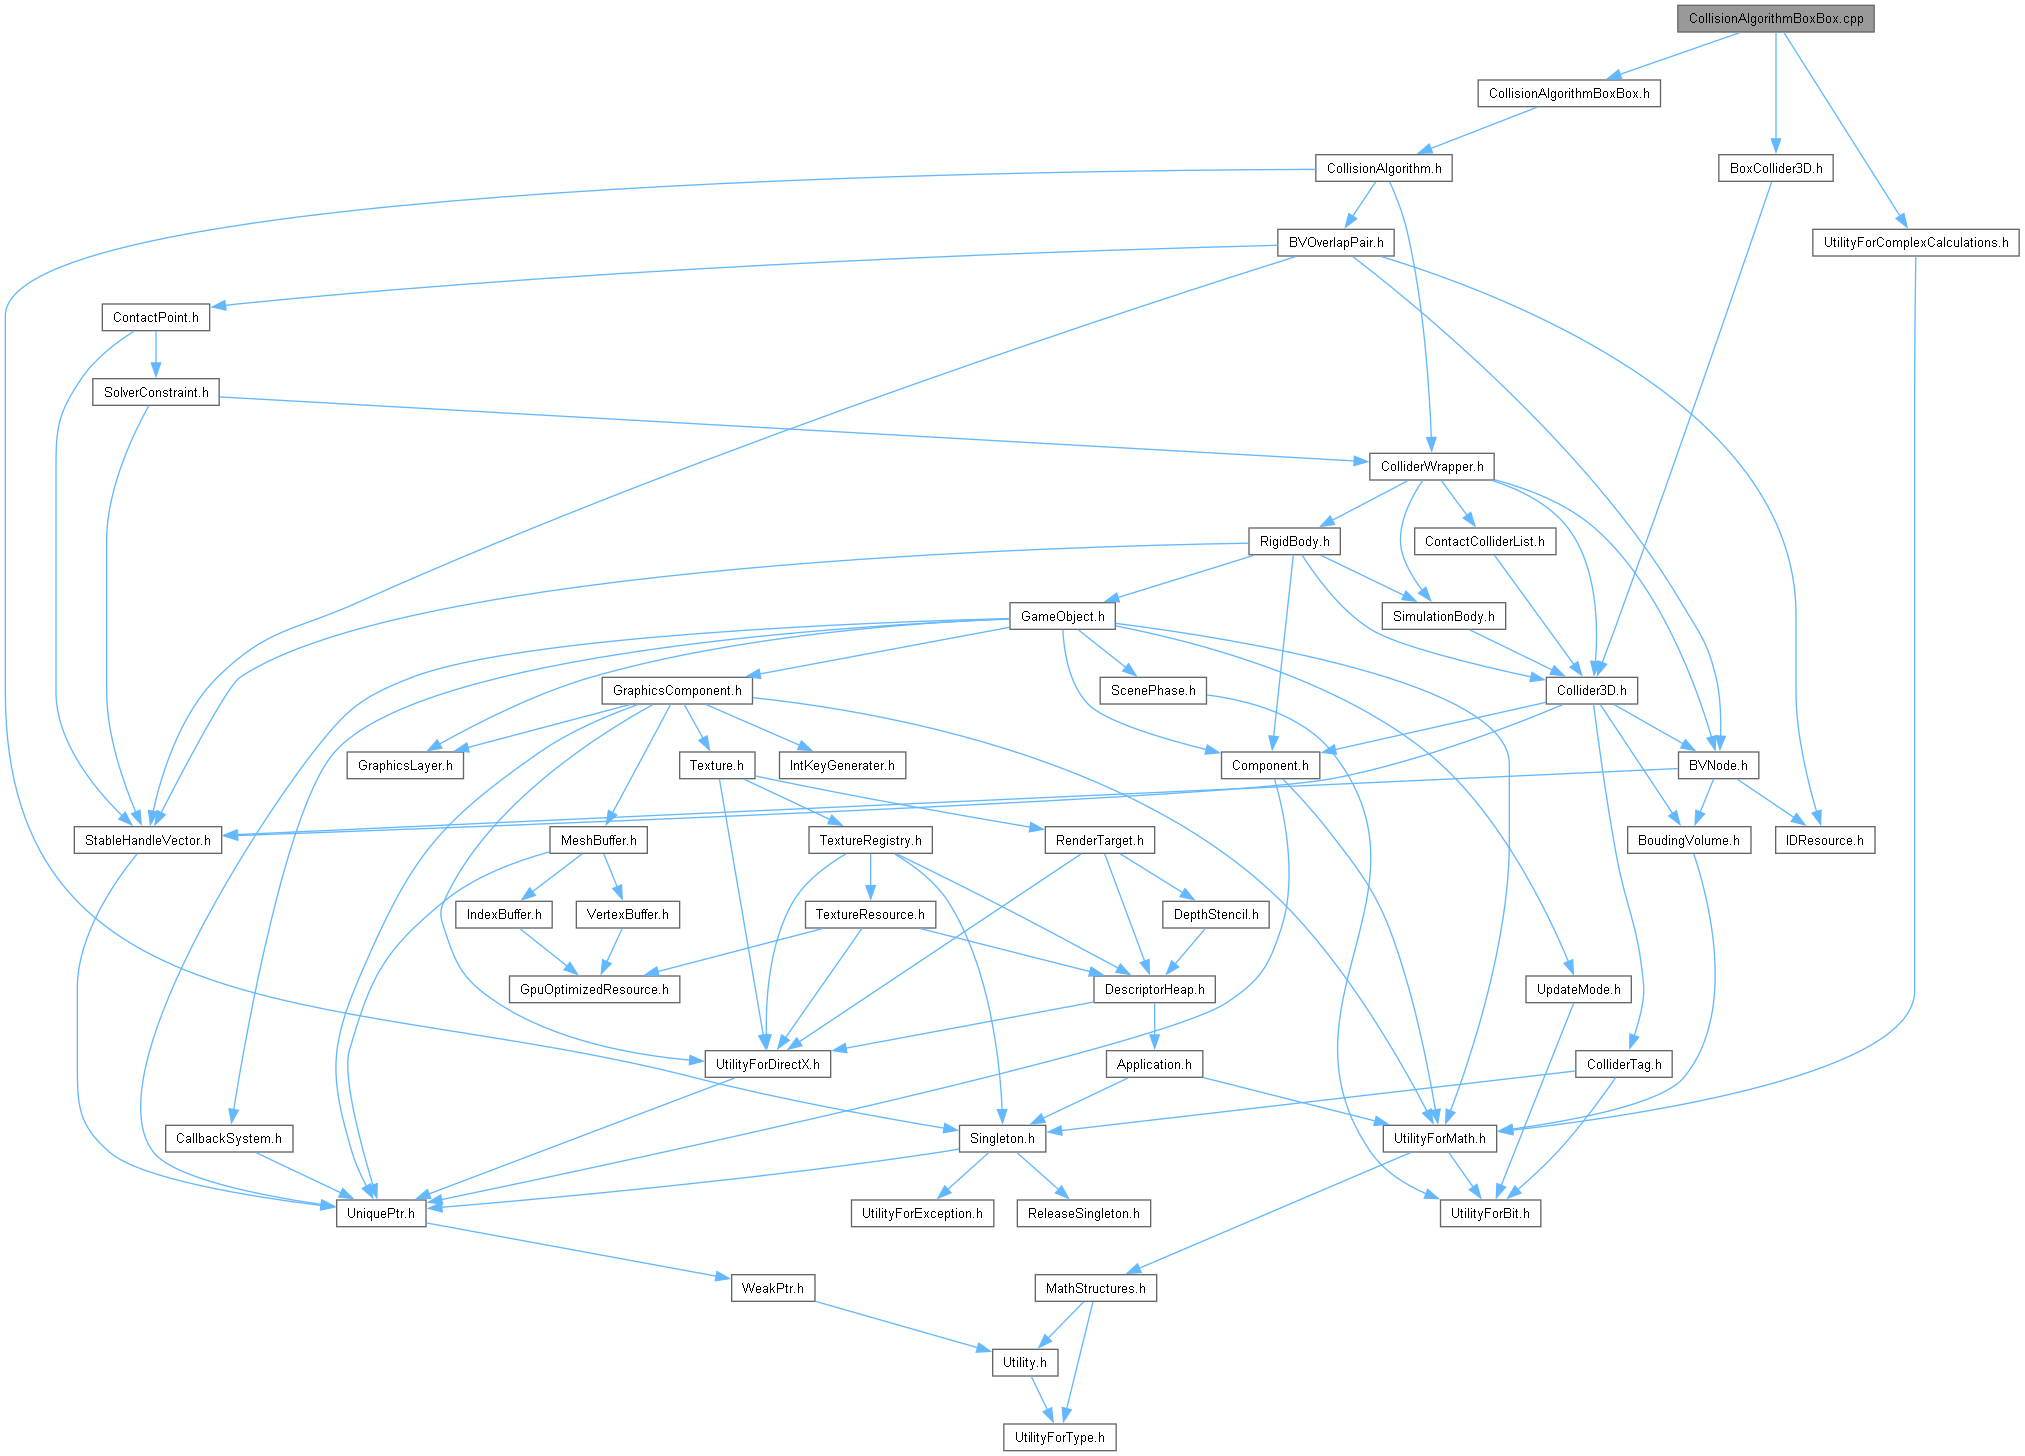 CollisionAlgorithmBoxBox.cpp
CollisionAlgorithmBoxBox.h
CollisionAlgorithm.h
BoxCollider3D.h
BVOverlapPair.h
UtilityForComplexCalculations.h
ContactPoint.h
SolverConstraint.h
ColliderWrapper.h
RigidBody.h
ContactColliderList.h
GameObject.h
SimulationBody.h
GraphicsComponent.h
ScenePhase.h
Collider3D.h
GraphicsLayer.h
Texture.h
IntKeyGenerater.h
Component.h
BVNode.h
StableHandleVector.h
MeshBuffer.h
TextureRegistry.h
RenderTarget.h
BoudingVolume.h
IDResource.h
IndexBuffer.h
VertexBuffer.h
TextureResource.h
DepthStencil.h
GpuOptimizedResource.h
DescriptorHeap.h
UpdateMode.h
UtilityForDirectX.h
Application.h
ColliderTag.h
CallbackSystem.h
Singleton.h
UtilityForMath.h
UniquePtr.h
UtilityForException.h
ReleaseSingleton.h
UtilityForBit.h
WeakPtr.h
MathStructures.h
Utility.h
UtilityForType.h